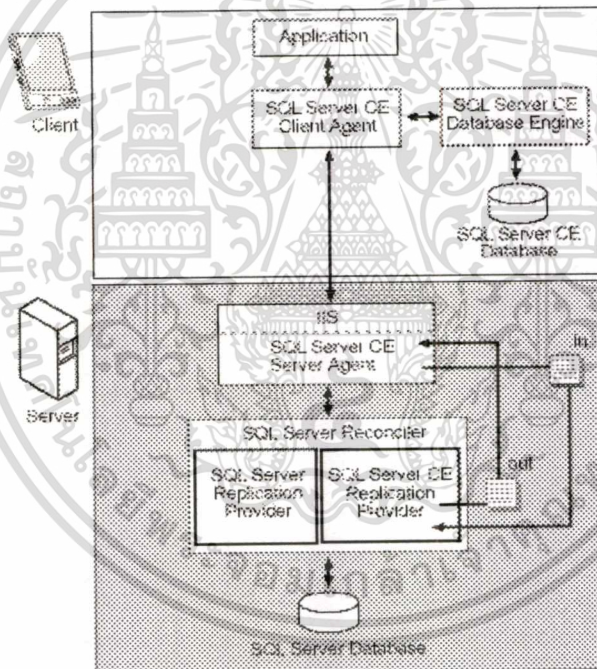 Application
Client
SQL Server CE
Client Agent
SQL Server CE
Database Engine
SQL Server CE
Database
Server
IIS
SQL Server CE
Server Agent
in
SQL Server Reconciler
SQL Server
Replication
Provider
SQL Server CE
Replication
Provider
out
SQL Server Database